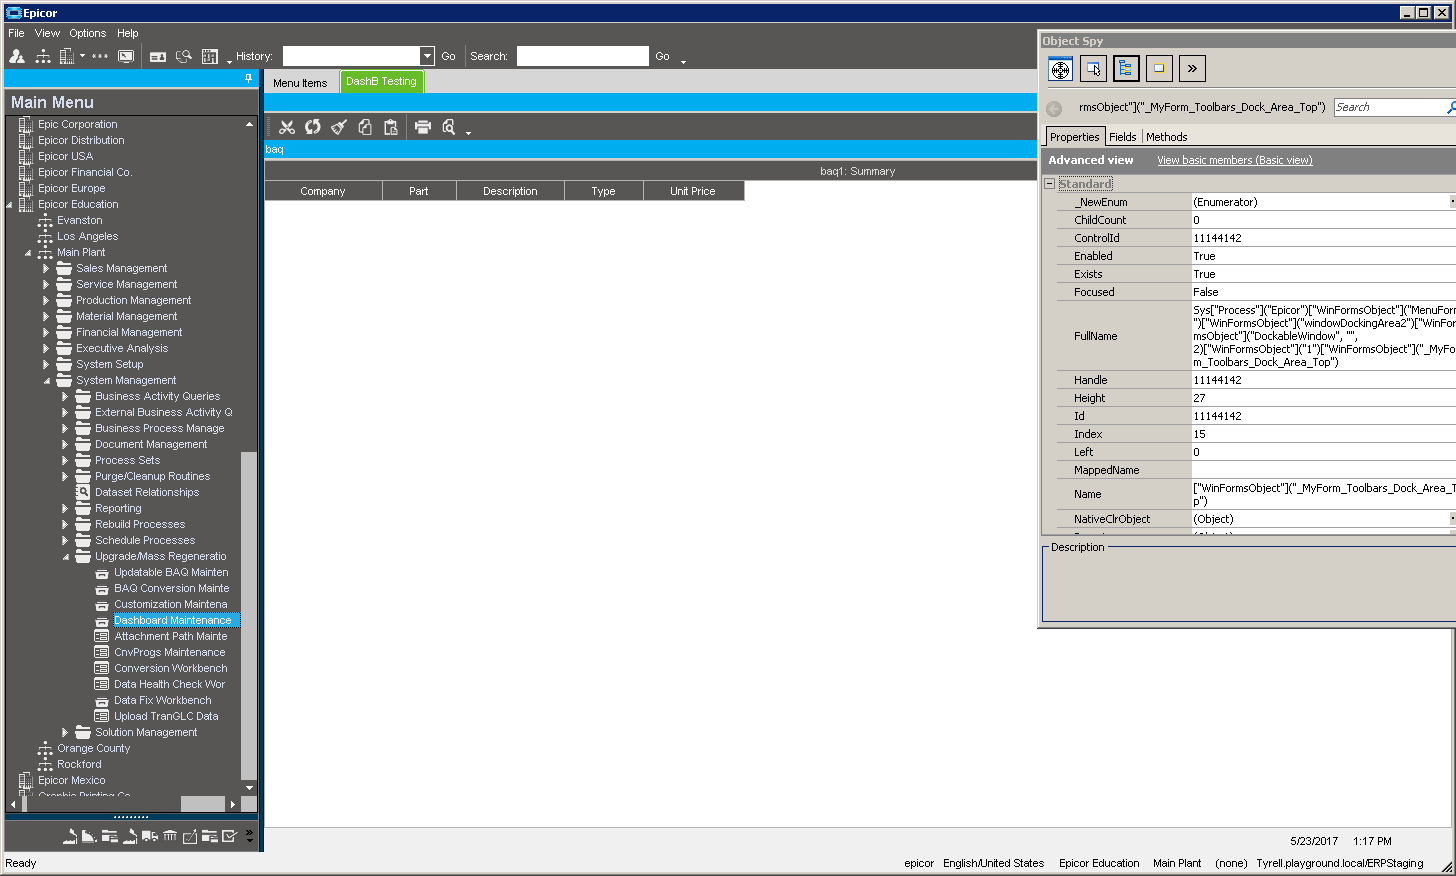 Epicor
File View Options Help
History: Go Search: Go
Main Menu
Epic Corporation
Epicor Distribution
Epicor USA
Epicor Financial Co.
Epicor Europe
Epicor Education
Evanston
Los Angeles
Main Plant
Sales Management
Service Management
Production Management
Material Management
Financial Management
Executive Analysis
System Setup
System Management
Business Activity Queries
External Business Activity Q
Business Process Manage
Document Management
Process Sets
Purge/Cleanup Routines
Dataset Relationships
Reporting
Rebuild Processes
Schedule Processes
Upgrade/Mass Regeneratio
Updatable BAQ Mainten
BAQ Conversion Mainte
Customization Maintena
Dashboard Maintenance
Attachment Path Mainte
CnvProgs Maintenance
Conversion Workbench
Data Health Check Wor
Data Fix Workbench
Upload TranGLC Data
Solution Management
Orange County
Rockford
Epicor Mexico
Graphic Printing Co
Menu Items DashB Testing
baq
baq1: Summary
Company Part Description Type Unit Price
Object Spy
rmsObject"]("_MyForm_Toolbars_Dock_Area_Top") Search
Properties Fields Methods
Advanced view View basic members (Basic view)
Standard
_NewEnum (Enumerator)
ChildCount 0
ControlId 11144142
Enabled True
Exists True
Focused False
FullName
Sys["Process"]("Epicor")["WinFormsObject"]("MenuForm
")["WinFormsObject"]("windowDockingArea2")["WinFor
msObject"]("DockableWindow", "",
2)["WinFormsObject"]("1")["WinFormsObject"]("_MyFor
m_Toolbars_Dock_Area_Top")
Handle 11144142
Height 27
Id 11144142
Index 15
Left 0
MappedName
Name
["WinFormsObject"]("_MyForm_Toolbars_Dock_Area_To
p")
NativeClrObject (Object)
Description
5/23/2017 1:17 PM
Ready epicor English/United States Epicor Education Main Plant (none) Tyrell.playground.local/ERPStaging